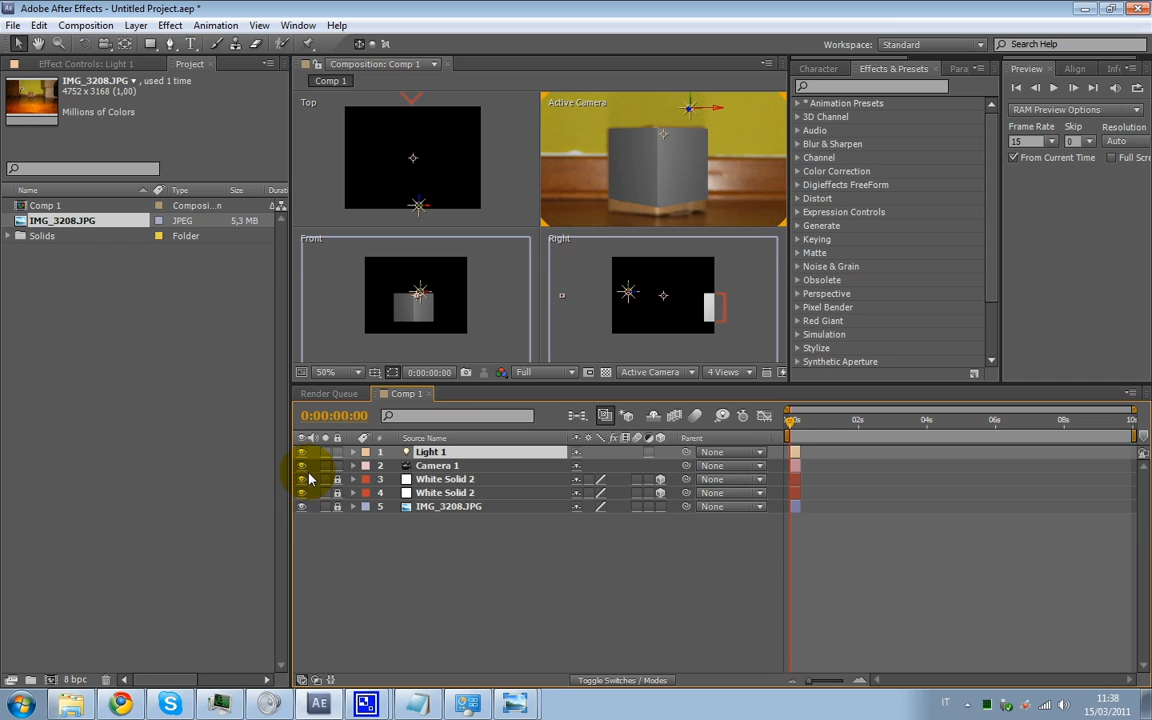 Adobe After Effects - Untitled Project.aep *
File Edit Composition Layer Effect Animation View Window Help
Workspace: Standard Search Help
Effect Controls: Light 1 Project
IMG_3208.JPG , used 1 time
4752 x 3168 (1,00)
Millions of Colors
Name Type Size
Comp 1 Composi...n
IMG_3208.JPG JPEG 5,3 MB
Solids Folder
8 bpc
Composition: Comp 1
Comp 1
Top
Active Camera
Front
Right
50% 0:00:00:00 Full Active Camera 4 Views
Character Effects & Presets Para
* Animation Presets
3D Channel
Audio
Blur & Sharpen
Channel
Color Correction
Digieffects FreeForm
Distort
Expression Controls
Generate
Keying
Matte
Noise & Grain
Obsolete
Perspective
Pixel Bender
Red Giant
Simulation
Stylize
Synthetic Aperture
Preview Align Inf
RAM Preview Options
Frame Rate Skip Resolution
15 0 Auto
From Current Time Full Scre
Render Queue Comp 1
0:00:00:00
02s 04s 06s 08s 10s
# Source Name Parent
1 Light 1 None
2 Camera 1 None
3 White Solid 2 None
4 White Solid 2 None
5 IMG_3208.JPG None
Toggle Switches / Modes
IT
11:38
15/03/2011